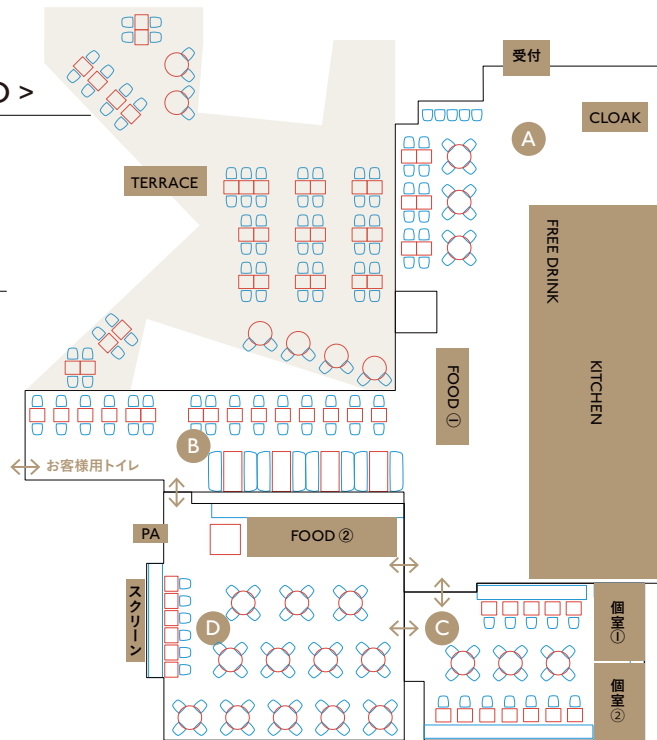 >
受付
CLOAK
A
TERRACE
FREE DRINK
KITCHEN
FOOD ①
B
お客様用トイレ
PA
FOOD ②
スクリーン
D
C
個室①
個室②